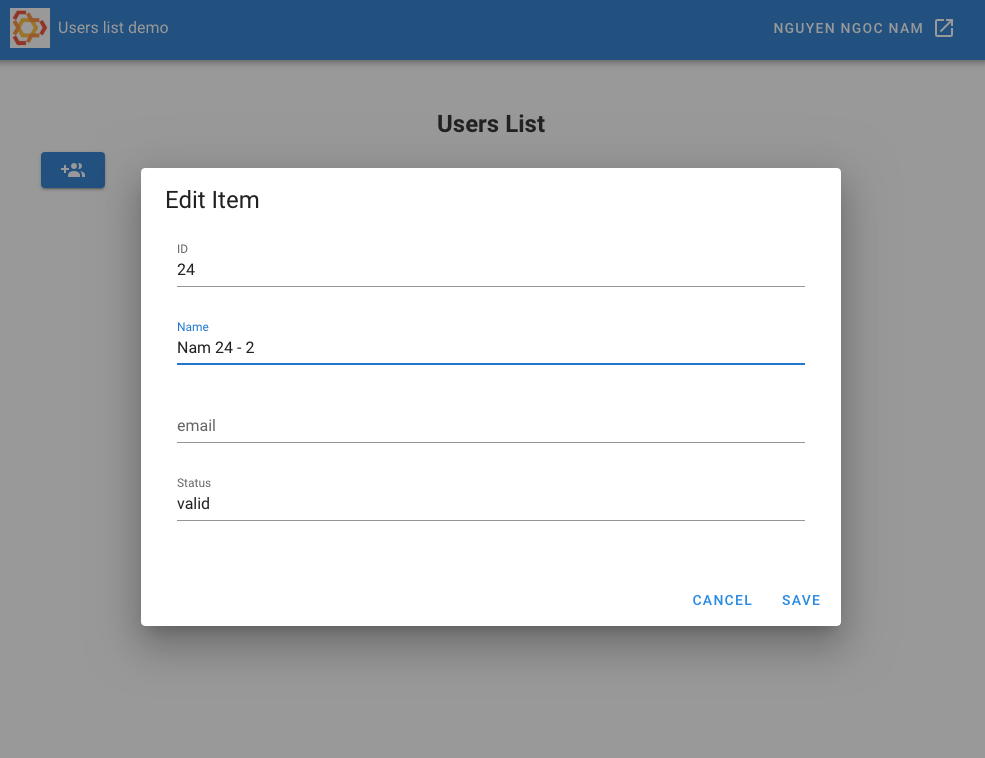 Users list demo
NGUYEN NGOC NAM
Users List
Edit Item
ID
24
Name
Nam 24 - 2
email
Status
valid
CANCEL SAVE